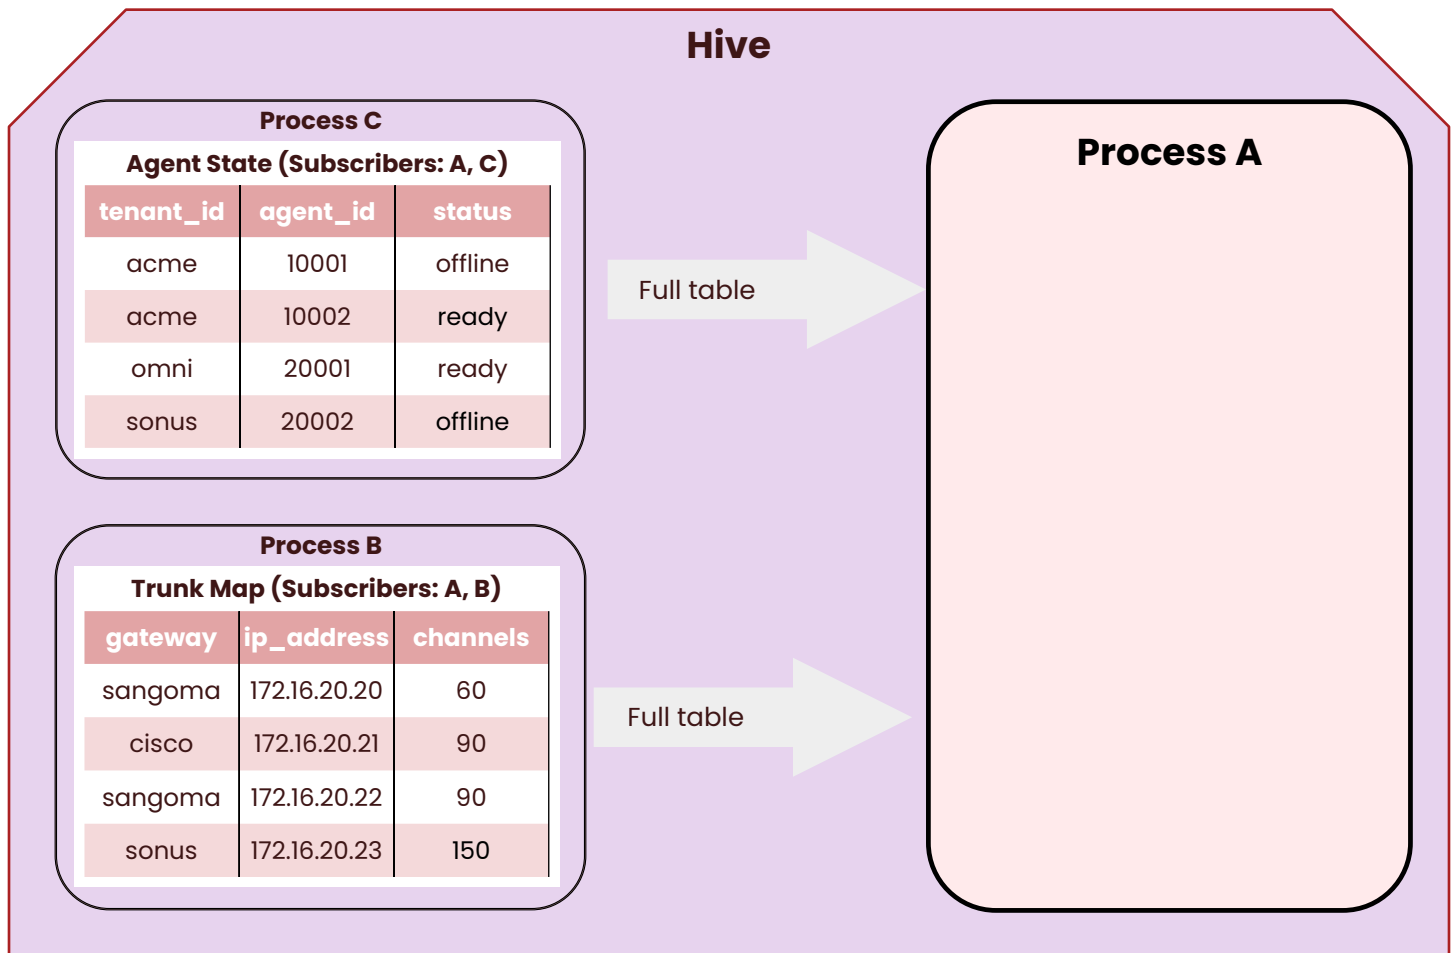 Hive
Process C
Agent State (Subscribers: A, C)
tenant_id agent_id status
acme 10001 offline
acme 10002 ready
omni 20001 ready
sonus 20002 offline
Full table
Process B
Trunk Map (Subscribers: A, B)
gateway ip_address channels
sangoma 172.16.20.20 60
cisco 172.16.20.21 90
sangoma 172.16.20.22 90
sonus 172.16.20.23 150
Full table
Process A